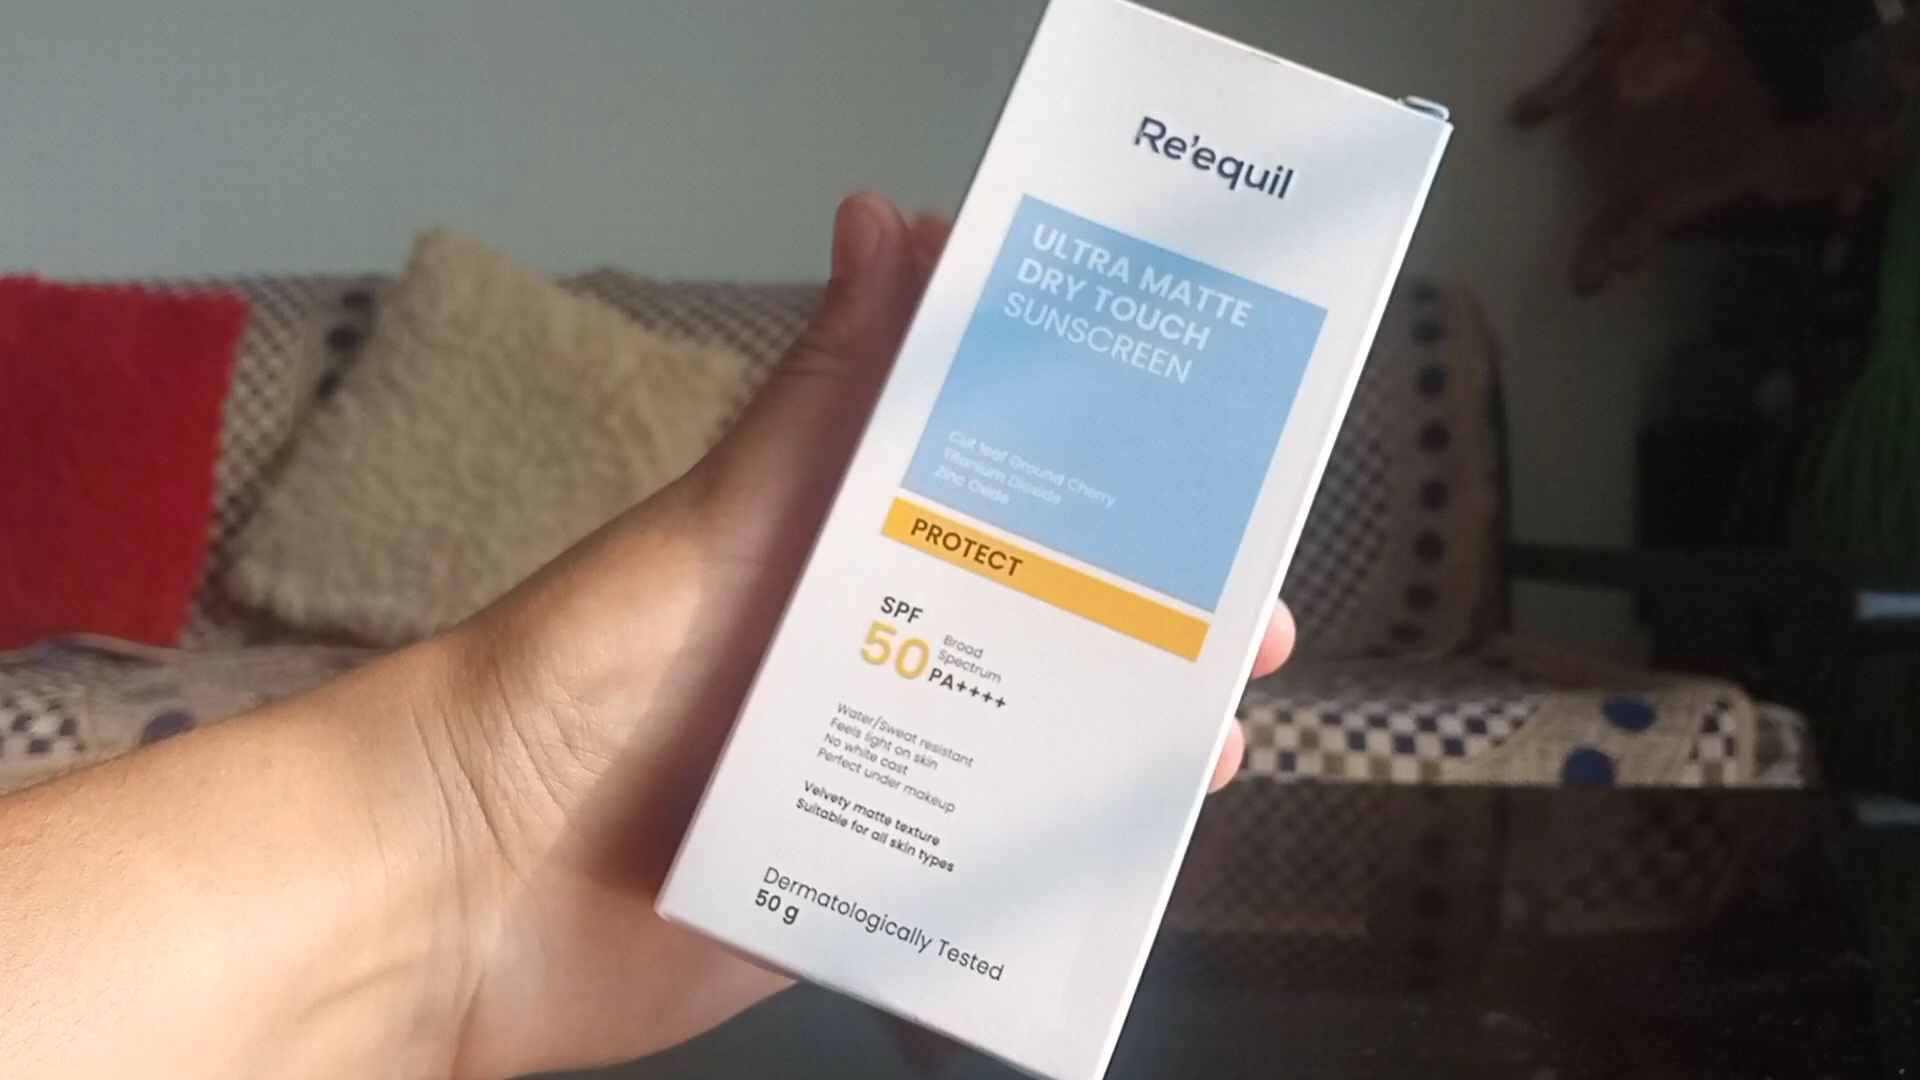 Re'equil
ULTRA MATTE
DRY TOUCH
SUNSCREEN
Cut leaf Ground Cherry
Titanium Dioxide
Zinc Oxide
PROTECT
SPF
50
Broad
Spectrum
PA++++
Water/Sweat resistant
Feels light on skin
No white cast
Perfect under makeup
Velvety matte texture
Suitable for all skin types
Dermatologically Tested
50 g